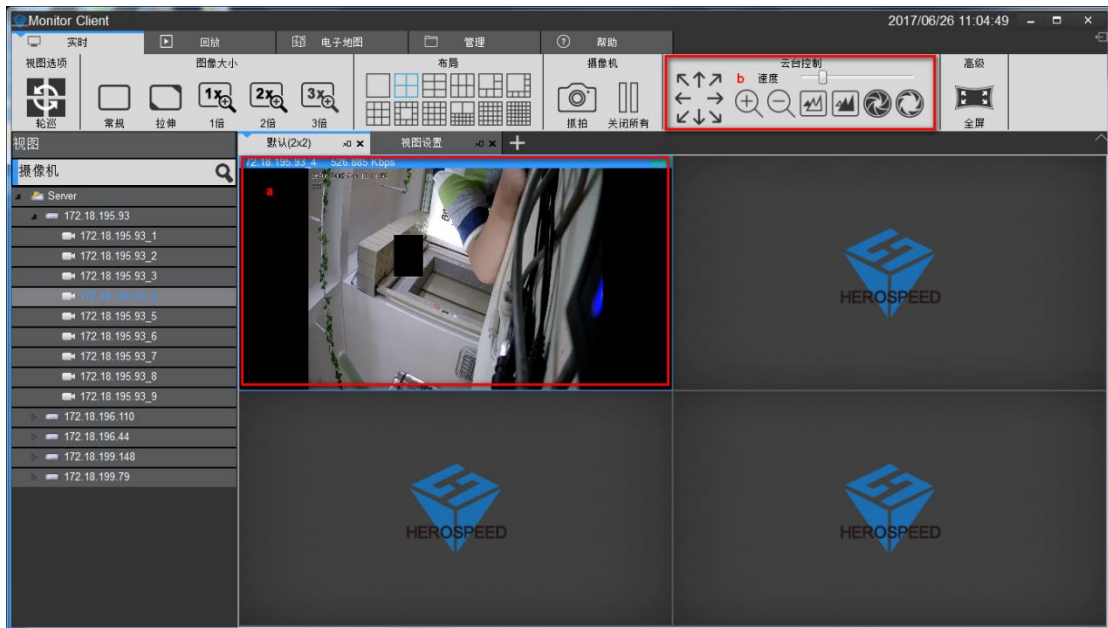 Monitor Client 2017/06/26 11:04:49
实时 回放 电子地图 管理 帮助
视图选项 图像大小 布局 摄像机 云台控制 高级
b 速度
1x 2x 3x
轮巡 常规 拉伸 1倍 2倍 3倍 抓拍 关闭所有 全屏
视图 默认(2x2) 视图设置
摄像机
72.18.195.93_4 526.885 Kbps
a
Server
172.18.195.93
172.18.195.93_1
172.18.195.93_2
172.18.195.93_3
172.18.195.93_5
172.18.195.93_6
172.18.195.93_7
172.18.195.93_8
172.18.195.93_9
172.18.196.110
172.18.196.44
172.18.199.148
172.18.199.79
HEROSPEED
HEROSPEED
HEROSPEED